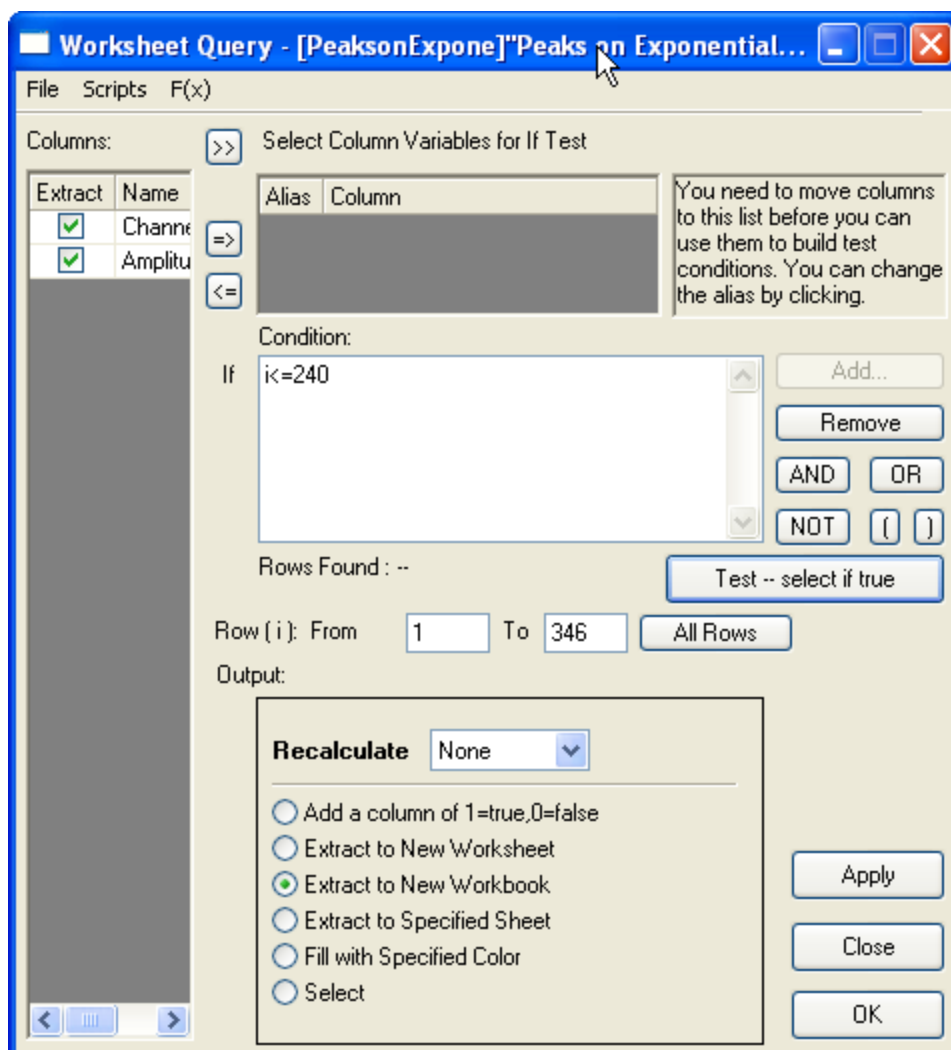 Worksheet Query - [PeaksonExpone]"Peaks on Exponential...
File Scripts F(x)
Columns:
>>
Select Column Variables for If Test
Extract Name
Channe
Amplitu
=>
<=
Alias Column
You need to move columns
to this list before you can
use them to build test
conditions. You can change
the alias by clicking.
Condition:
If
i<=240
Add...
Remove
AND OR
NOT ( )
Rows Found : --
Test -- select if true
Row ( i ): From 1 To 346 All Rows
Output:
Recalculate None
Add a column of 1=true,0=false
Extract to New Worksheet
Extract to New Workbook
Extract to Specified Sheet
Fill with Specified Color
Select
Apply
Close
OK